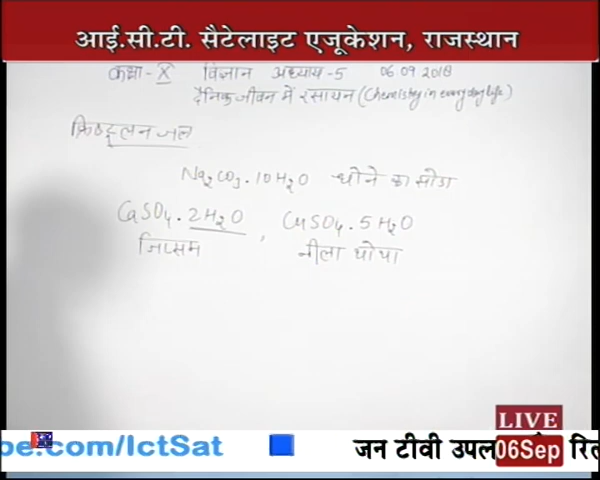 आई.सी.टी. सैटेलाइट एजूकेशन, राजस्थान
कक्षा-X विज्ञान अध्याय-5 06.09.2018
दैनिक जीवन में रसायन (Chemistry in every day life)
क्रिस्टलन जल
Na₂CO₃.10H₂O धोने का सोडा
CaSO₄.2H₂O , CuSO₄.5H₂O
जिप्सम नीला थोथा
LIVE
be.com/IctSat जन टीवी उपल 06Sep रि